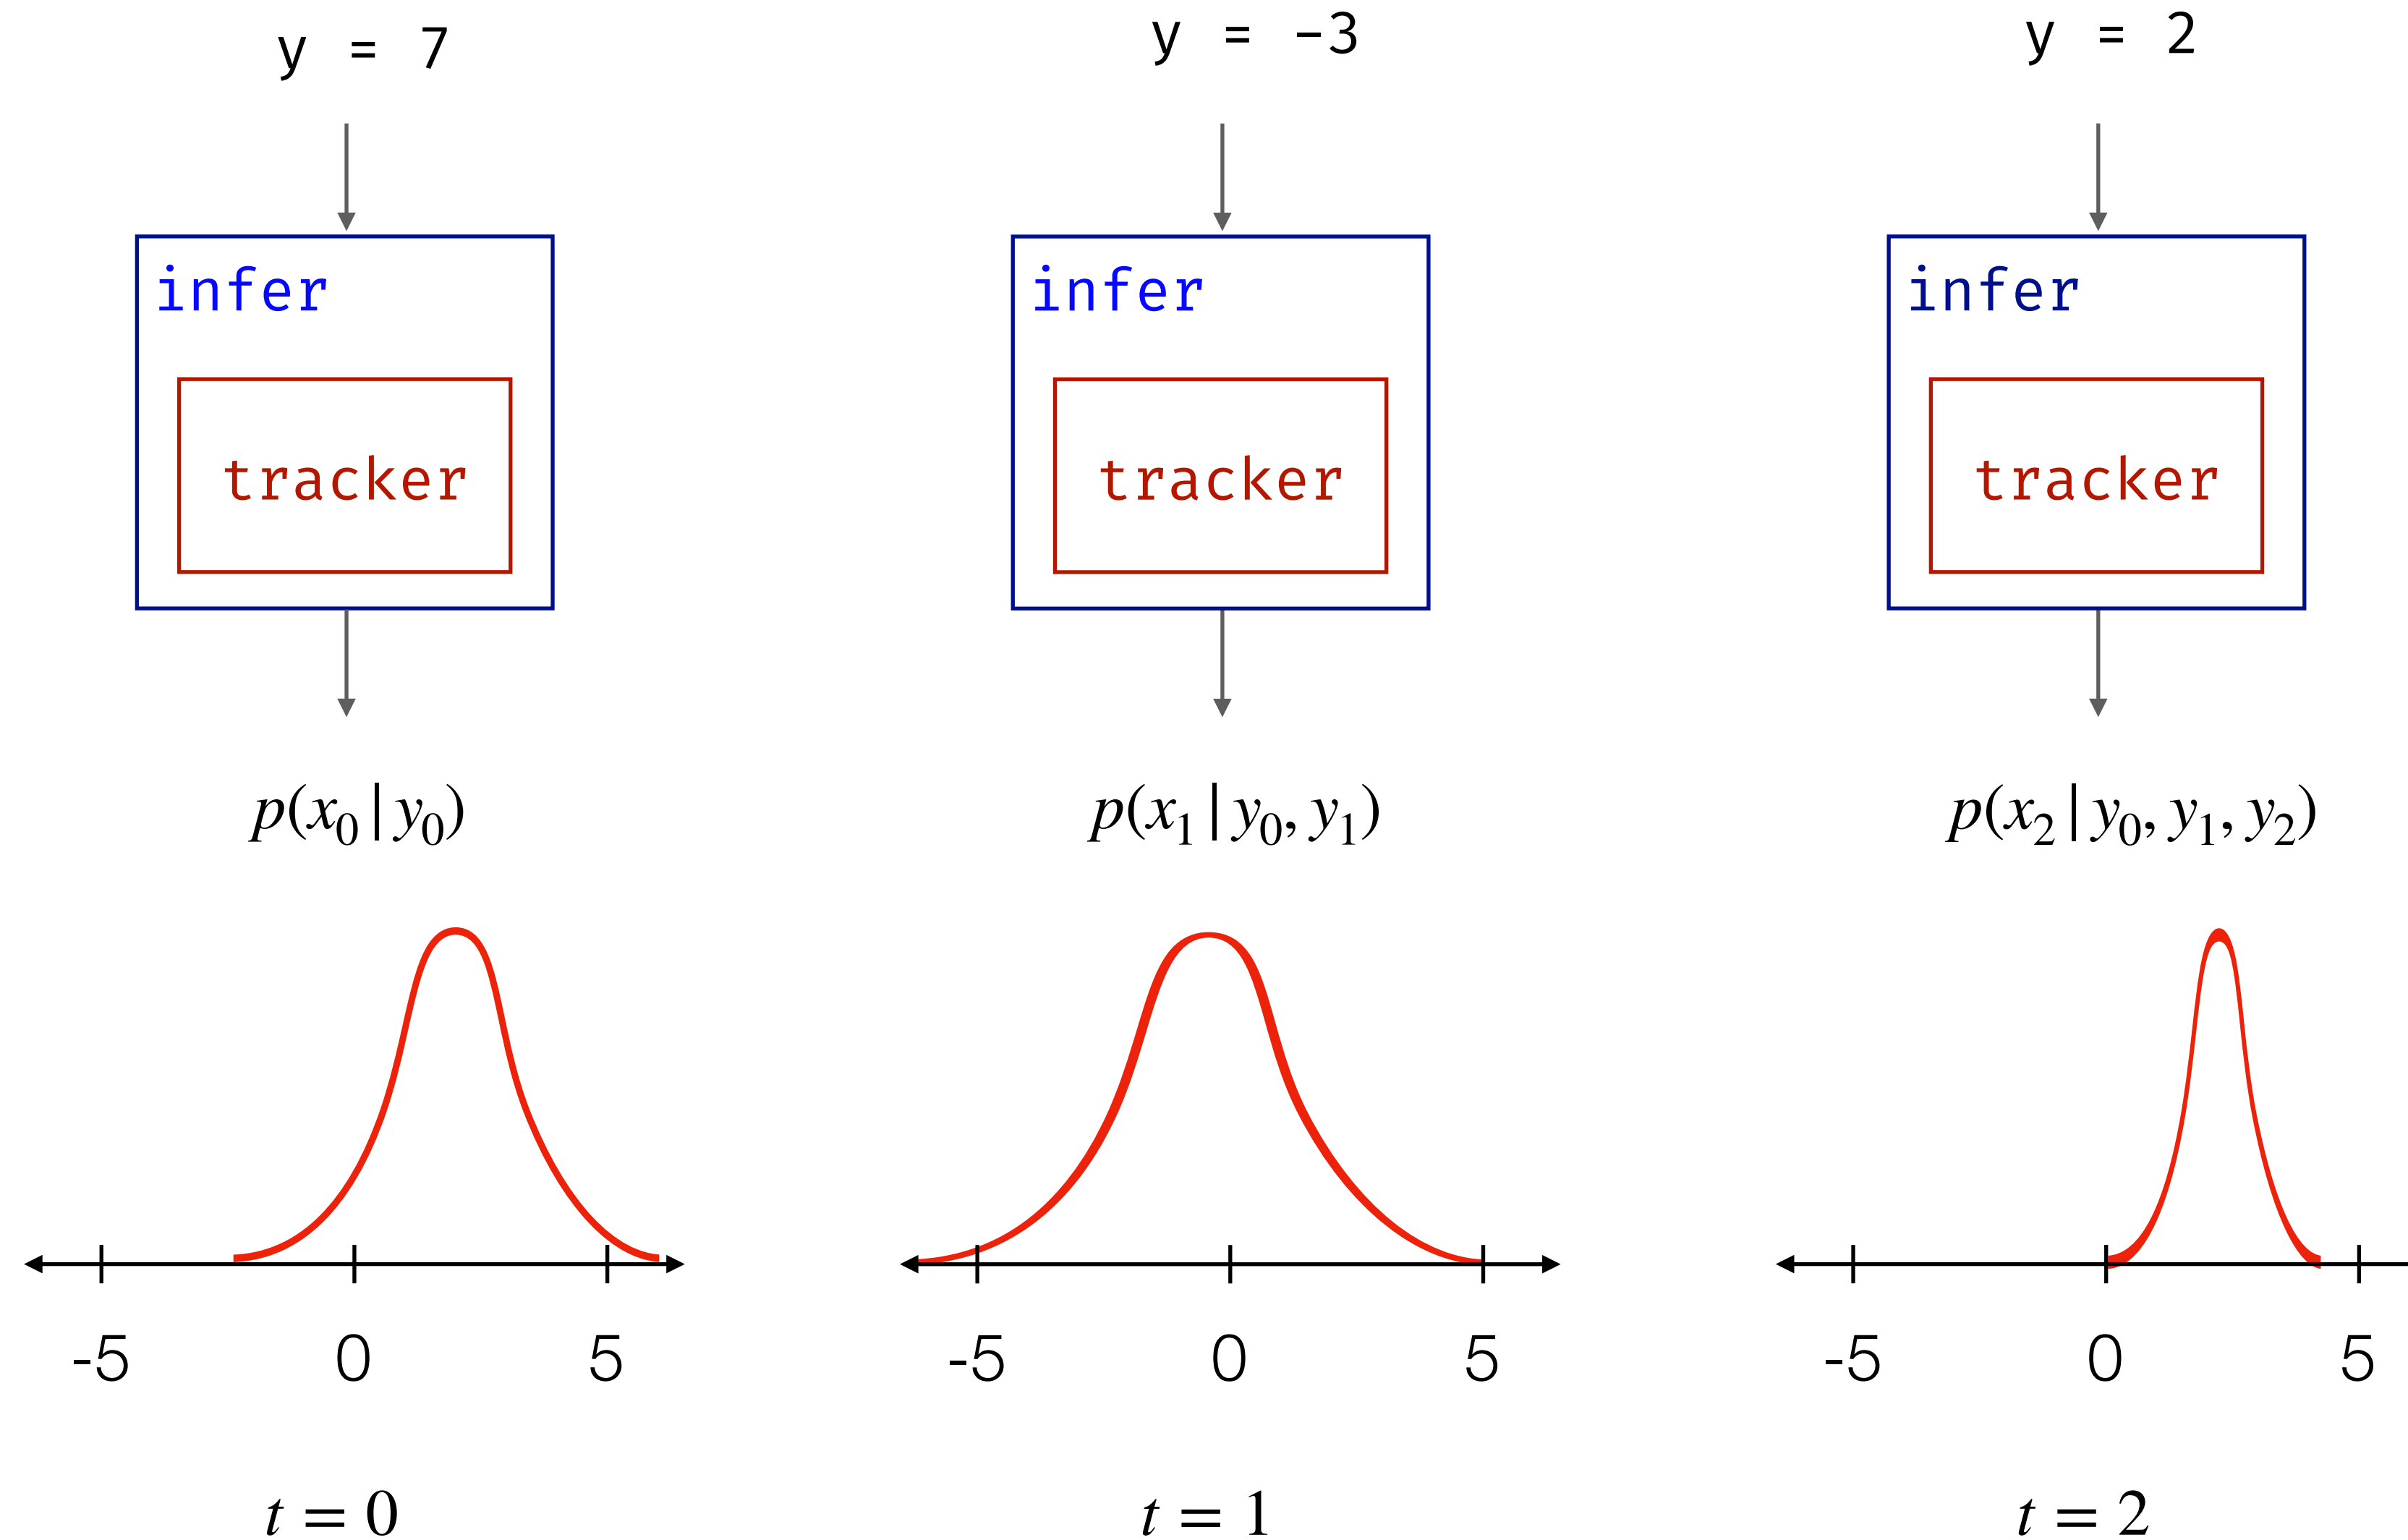 y = 7
infer
tracker
p(x₀ | y₀)
-5 0 5
t = 0
y = -3
infer
tracker
p(x₁ | y₀, y₁)
-5 0 5
t = 1
y = 2
infer
tracker
p(x₂ | y₀, y₁, y₂)
-5 0 5
t = 2